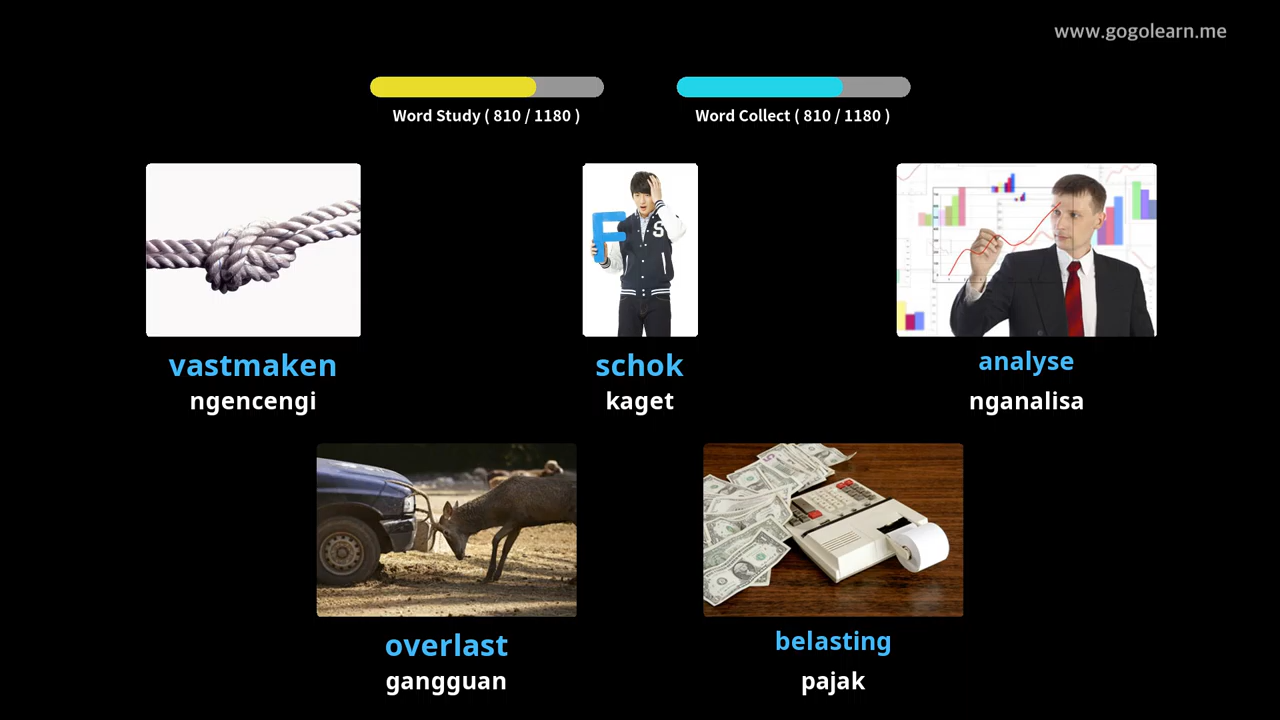 www.gogolearn.me
Word Study ( 810 / 1180 )
Word Collect ( 810 / 1180 )
F
S
vastmaken
ngencengi
schok
kaget
analyse
nganalisa
overlast
gangguan
belasting
pajak